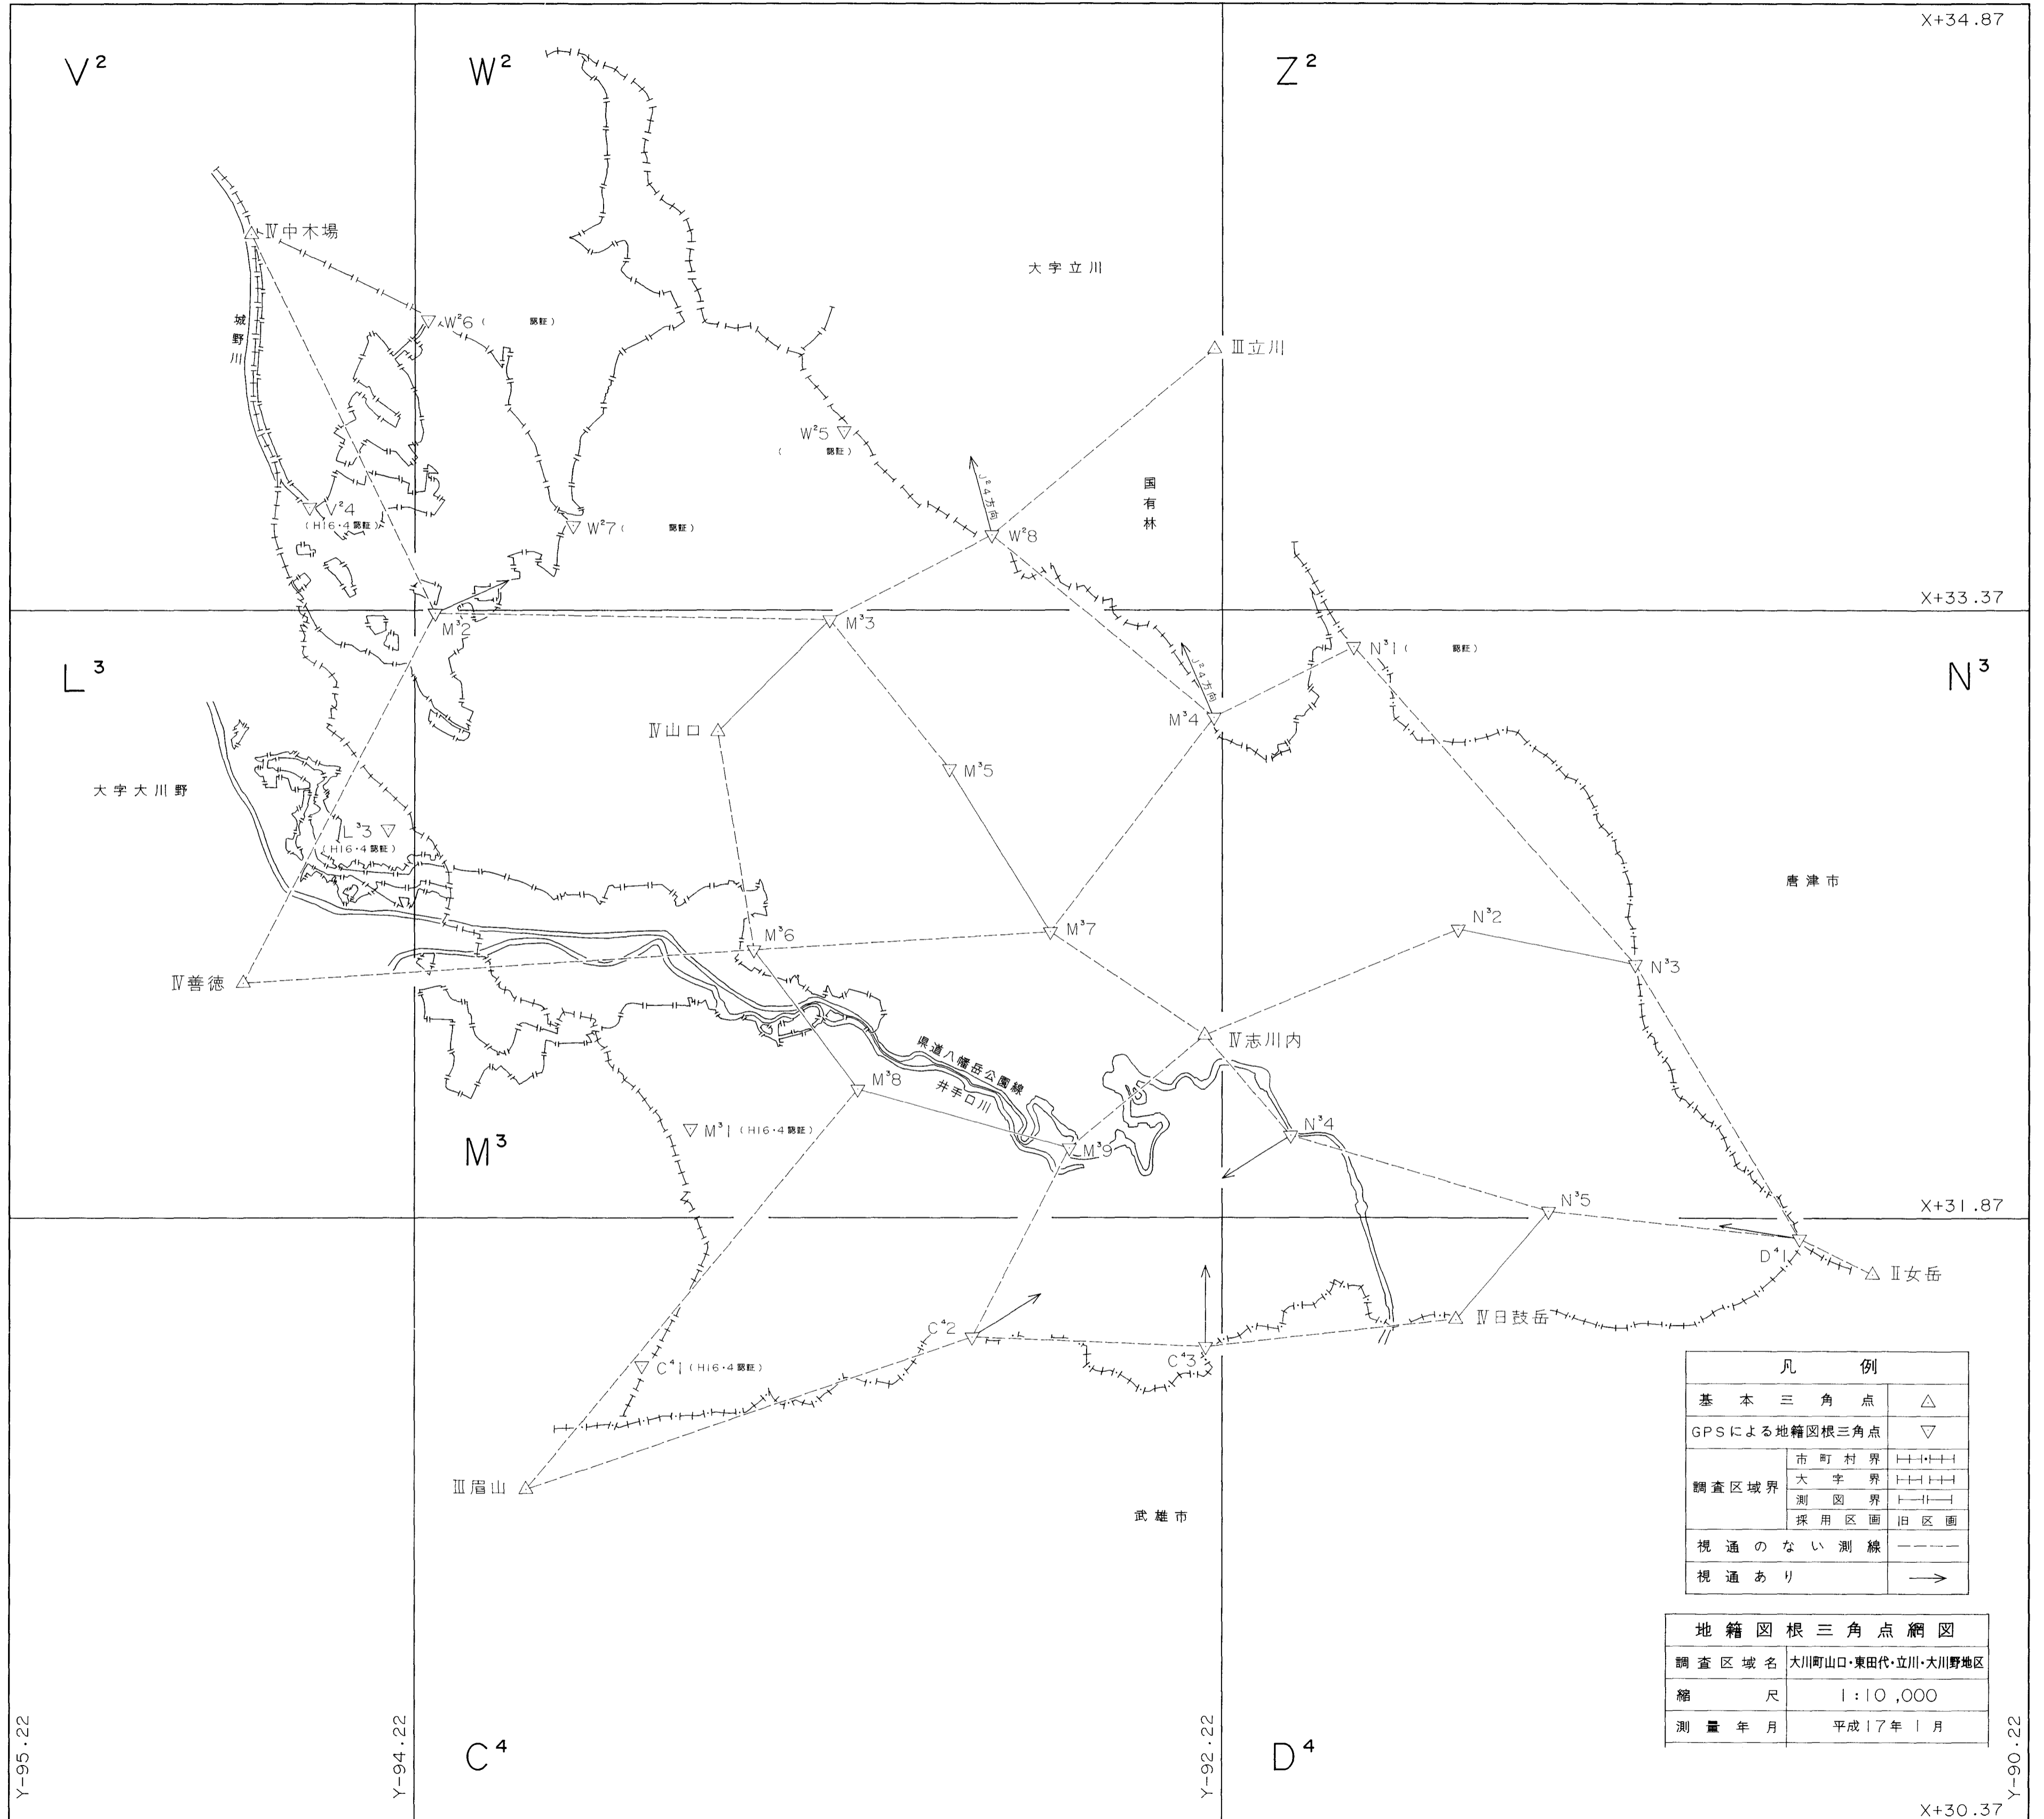 X+34.87
V²
W²
Z²
Ⅳ中木場
大字立川
城野川
W²6 ( 認証)
Ⅲ立川
W²5
( 認証)
J²4方向
国有林
V²4
(H16・4認証)
W²7 ( 認証)
W²8
X+33.37
M³2
M³3
N³1 ( 認証)
L³
N³
J²4方向
M³4
Ⅳ山口
M³5
大字大川野
L³3
(H16・4認証)
唐津市
N³2
M³6
M³7
N³3
Ⅳ善徳
Ⅳ志川内
県道八幡岳公園線
井手口川
M³8
N³4
M³1 (H16・4認証)
M³
M³9
N³5
X+31.87
D⁴1
Ⅱ女岳
C⁴2
Ⅳ日鼓岳
C⁴3
C⁴1 (H16・4認証)
Ⅲ眉山
武雄市
凡例
基本三角点 △
GPSによる地籍図根三角点 ▽
調査区域界
市町村界
大字界
測図界
採用区画 旧区画
視通のない測線
視通あり
地籍図根三角点網図
調査区域名 大川町山口・東田代・立川・大川野地区
縮尺 1:10,000
測量年月 平成17年1月
Y-95.22
Y-94.22
C⁴
Y-92.22
D⁴
Y-90.22
X+30.37